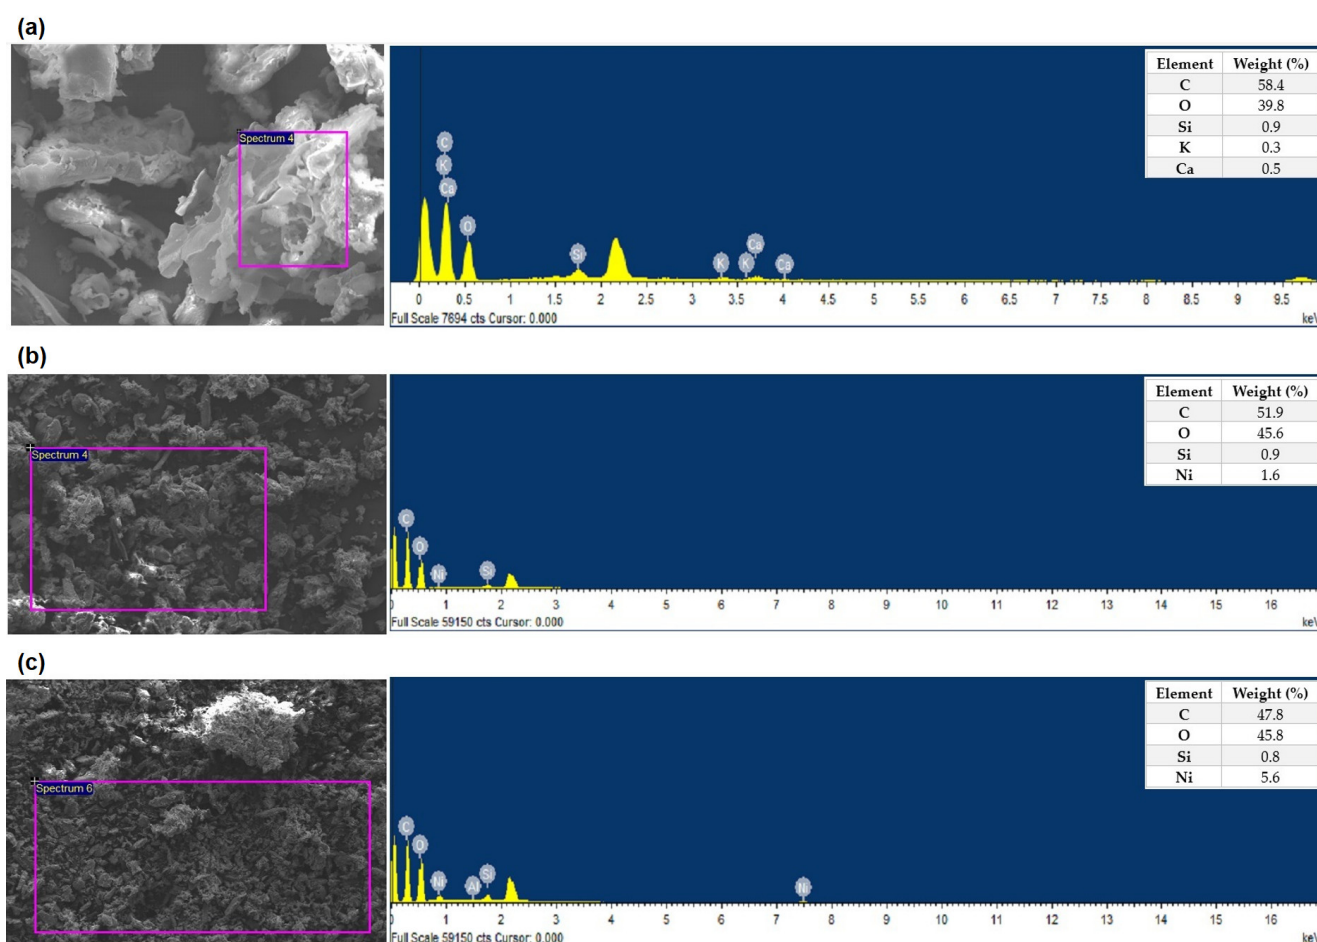 (a)
Spectrum 4
C
K
Ca
O
Si
K
K
Ca
Ca
0 0.5 1 1.5 2 2.5 3 3.5 4 4.5 5 5.5 6 6.5 7 7.5 8 8.5 9 9.5
Full Scale 7694 cts Cursor: 0.000
keV
Element Weight (%)
C 58.4
O 39.8
Si 0.9
K 0.3
Ca 0.5
(b)
Spectrum 4
C
O
Ni
Si
0 1 2 3 4 5 6 7 8 9 10 11 12 13 14 15 16
Full Scale 59150 cts Cursor: 0.000
keV
Element Weight (%)
C 51.9
O 45.6
Si 0.9
Ni 1.6
(c)
Spectrum 6
C
O
Ni
Al
Si
Ni
0 1 2 3 4 5 6 7 8 9 10 11 12 13 14 15 16
Full Scale 59150 cts Cursor: 0.000
keV
Element Weight (%)
C 47.8
O 45.8
Si 0.8
Ni 5.6